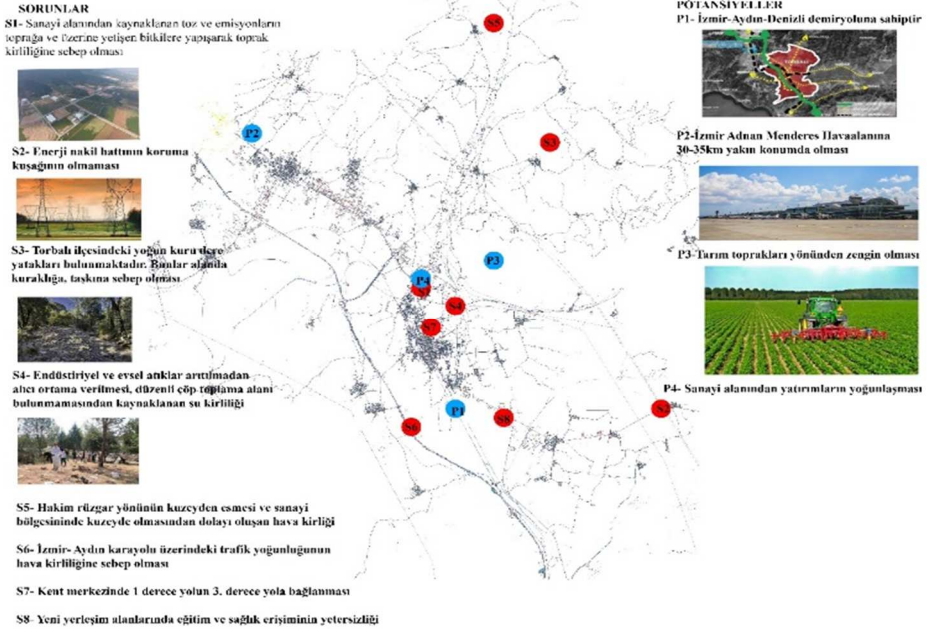 SORUNLAR
S1- Sanayi alanından kaynaklanan toz ve emisyonların
toprağa ve üzerine yetişen bitkilere yapışarak toprak
kirliliğine sebep olması
S2- Enerji nakil hattının koruma
kuşağının olmaması
S3- Torbalı ilçesindeki yoğun kuru dere
yatakları bulunmaktadır. Bunlar alanda
kuraklığa, taşkına sebep olması
S4- Endüstriyel ve evsel atıklar arıtılmadan
alıcı ortama verilmesi, düzenli çöp toplama alanı
bulunmamasından kaynaklanan su kirliliği
S5- Hakim rüzgar yönünün kuzeyden esmesi ve sanayi
bölgesininde kuzeyde olmasından dolayı oluşan hava kirliği
S6- İzmir- Aydın karayolu üzerindeki trafik yoğunluğunun
hava kirliliğine sebep olması
S7- Kent merkezinde 1 derece yolun 3. derece yola bağlanması
S8- Yeni yerleşim alanlarında eğitim ve sağlık erişiminin yetersizliği
S5
P2
S3
P3
P4
S1
S4
S7
P1
S8
S6
S2
POTANSİYELLER
P1- İzmir-Aydın-Denizli demiryoluna sahiptir
P2-İzmir Adnan Menderes Havaalanına
30-35km yakın konumda olması
P3-Tarım toprakları yönünden zengin olması
P4- Sanayi alanından yatırımların yoğunlaşması